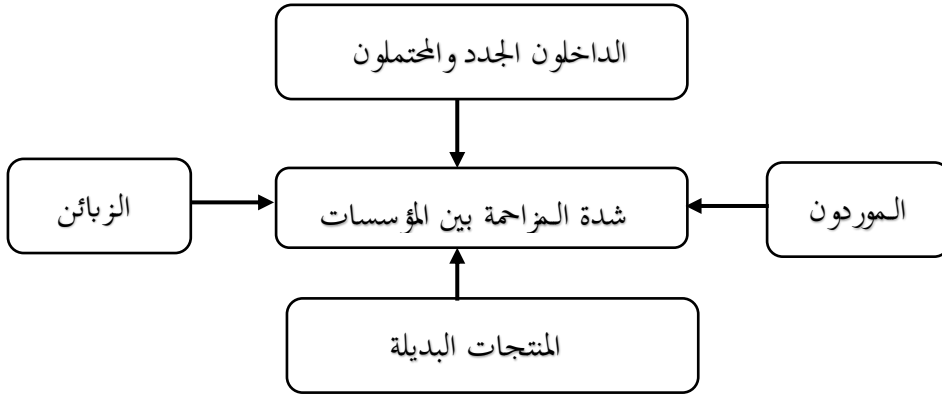 الداخلون الجدد والمحتملون
الموردون
شدة المزاحمة بين المؤسسات
الزبائن
المنتجات البديلة